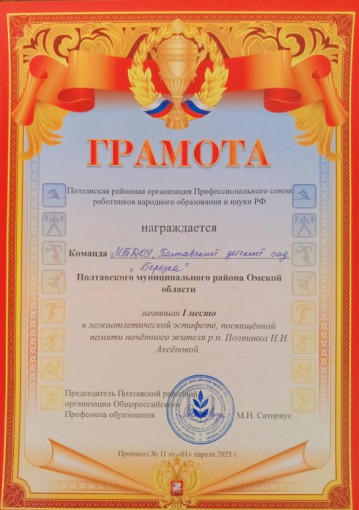 ГРАМОТА
Полтавская районная организация Профессионального союза
работников народного образования и науки РФ
награждается
Команда „МБДОУ „Полтавский детский сад
„Березка"
Полтавского муниципального района Омской
области
занявшая I место
в легкоатлетической эстафете, посвящённой
памяти почётного жителя р.п. Полтавка Н.И.
Аксёновой.
Председатель Полтавской районной
организации Общероссийского
Профсоюза образования М.Н. Саториус
Протокол № 11 от «01» апреля 2025 г.